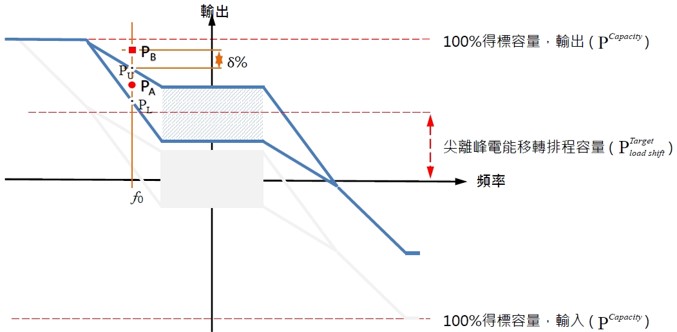 輸出
100%得標容量，輸出 ( P^Capacity )
P_B
δ%
P_U
P_A
P_L
尖離峰電能移轉排程容量 ( P^Target_load shift )
頻率
f_0
100%得標容量，輸入 ( P^Capacity )